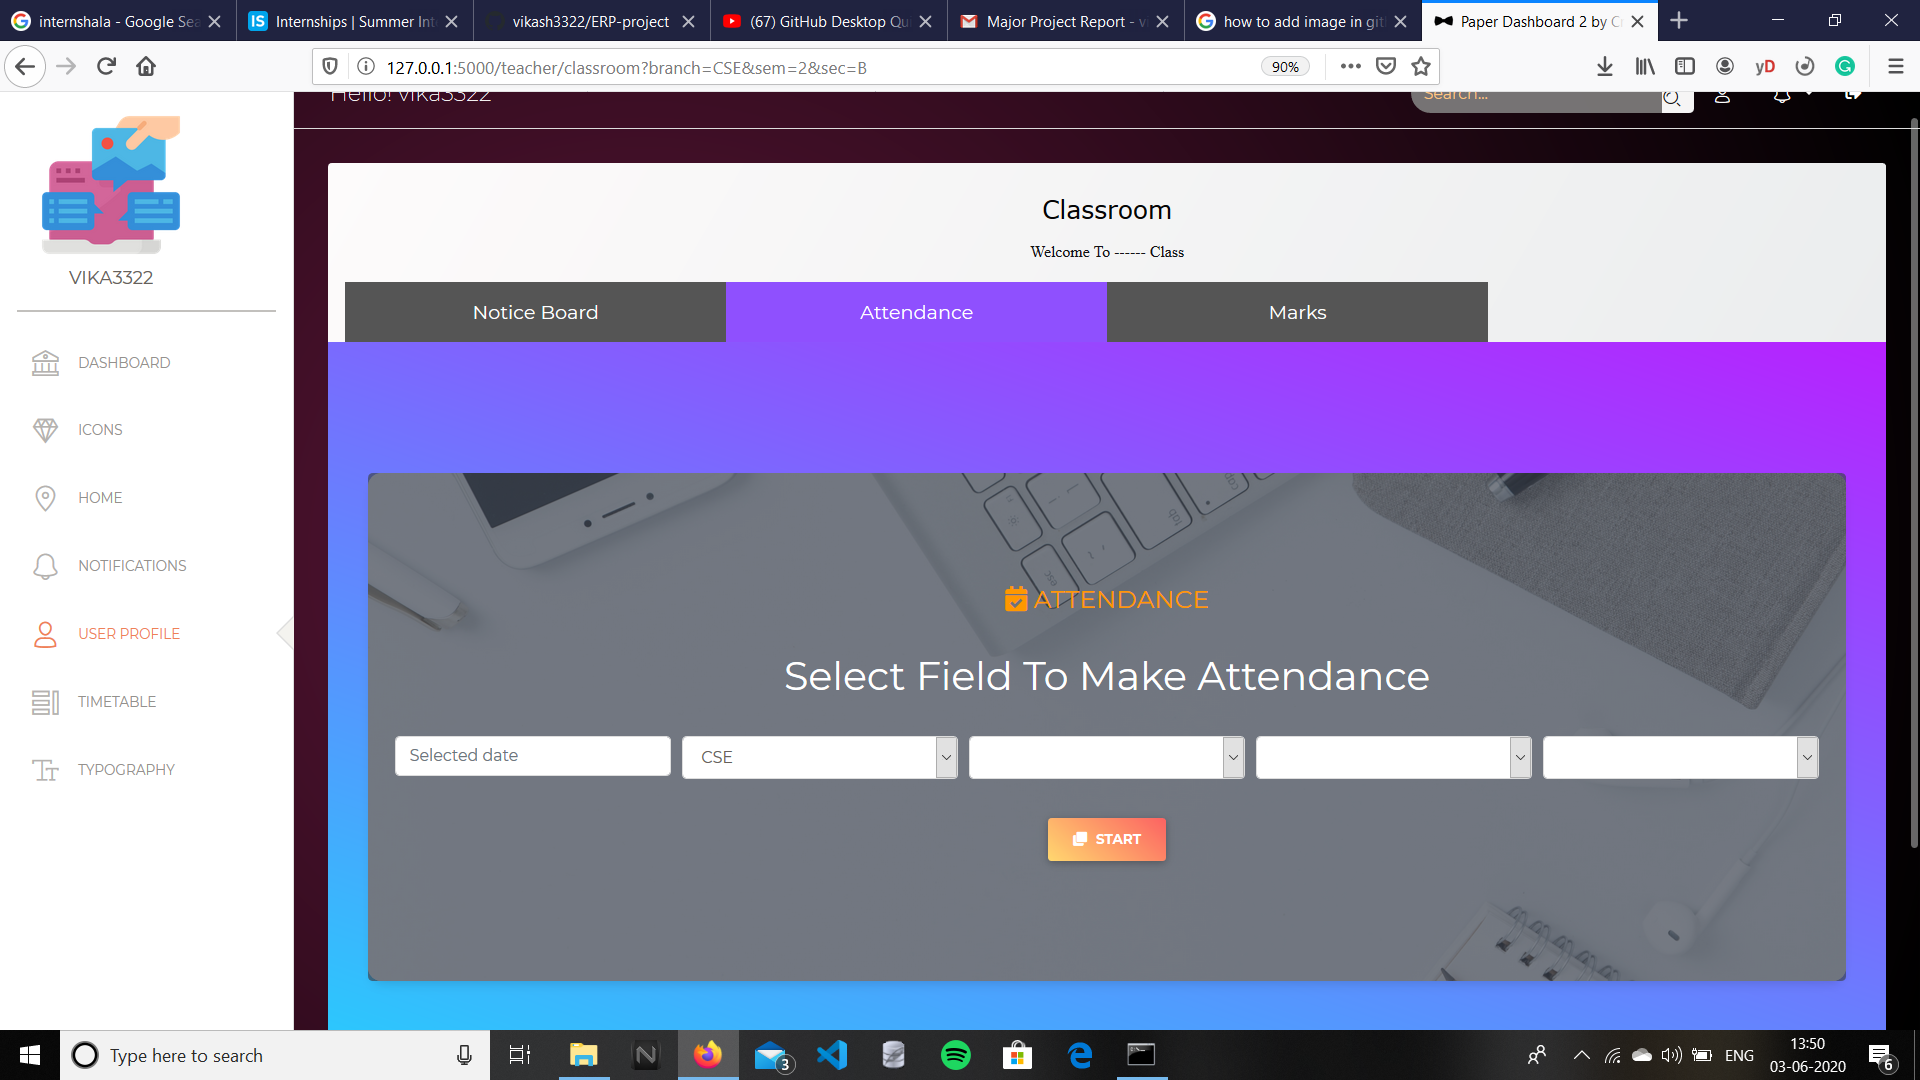 internshala - Google Sea
Internships | Summer Int
vikash3322/ERP-project
(67) GitHub Desktop Qu
Major Project Report - v
how to add image in git
Paper Dashboard 2 by C
127.0.0.1:5000/teacher/classroom?branch=CSE&sem=2&sec=B
90%
yD
Hello! vika3322
Search...
VIKA3322
DASHBOARD
ICONS
HOME
NOTIFICATIONS
USER PROFILE
TIMETABLE
TYPOGRAPHY
Classroom
Welcome To ------ Class
Notice Board
Attendance
Marks
caps
tab
esc
ATTENDANCE
Select Field To Make Attendance
Selected date
CSE
START
Type here to search
3
ENG
13:50
03-06-2020
6